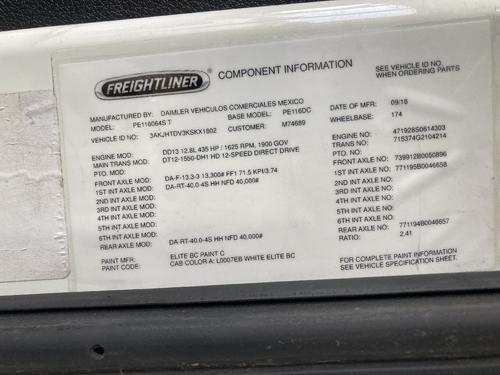 FREIGHTLINER
COMPONENT INFORMATION
SEE VEHICLE ID NO.
WHEN ORDERING PARTS
MANUFACTURED BY: DAIMLER VEHICULOS COMERCIALES MEXICO
DATE OF MFR: 09/18
MODEL: PE116064S T BASE MODEL: PE116DC
WHEELBASE: 174
VEHICLE ID NO: 3AKJHTDV3KSKX1802 CUSTOMER: M74689
ENGINE MOD: DD13 12.8L 435 HP / 1625 RPM, 1900 GOV
ENGINE NO: 471928S0614303
TRANS MOD: DT12-1550-DH1 HD 12-SPEED DIRECT DRIVE
TRANS NO: 715374G2104214
PTO. MOD:
PTO. NO:
FRONT AXLE MOD: DA-F-13.3-3 13,300# FF1 71.5 KPI/3.74
FRONT AXLE NO: 739912B0050896
1ST INT AXLE MOD: DA-RT-40.0-4S HH NFD 40,000#
1ST INT AXLE NO: 771195B0046658
2ND INT AXLE MOD:
2ND INT AXLE NO:
3RD INT AXLE MOD:
3RD INT AXLE NO:
4TH INT AXLE MOD:
4TH INT AXLE NO:
5TH INT AXLE MOD:
5TH INT AXLE NO:
6TH INT AXLE MOD:
6TH INT AXLE NO:
REAR AXLE MOD: DA-RT-40.0-4S HH NFD 40,000#
REAR AXLE NO: 771194B0046657
RATIO: 2.41
PAINT MFR: ELITE BC PAINT C
PAINT CODE: CAB COLOR A: L0007EB WHITE ELITE BC
FOR COMPLETE PAINT INFORMATION
SEE VEHICLE SPECIFICATION SHEET.